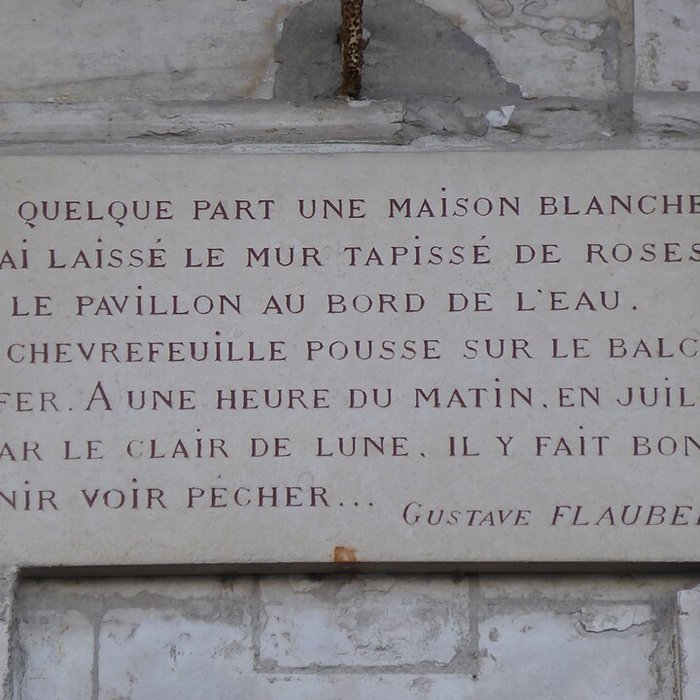 QUELQUE PART UNE MAISON BLANCHE
AI LAISSÉ LE MUR TAPISSÉ DE ROSES
LE PAVILLON AU BORD DE L'EAU.
CHEVREFEUILLE POUSSE SUR LE BALC
FER. A UNE HEURE DU MATIN, EN JUIL
AR LE CLAIR DE LUNE, IL Y FAIT BON
NIR VOIR PÊCHER...
GUSTAVE FLAUBE